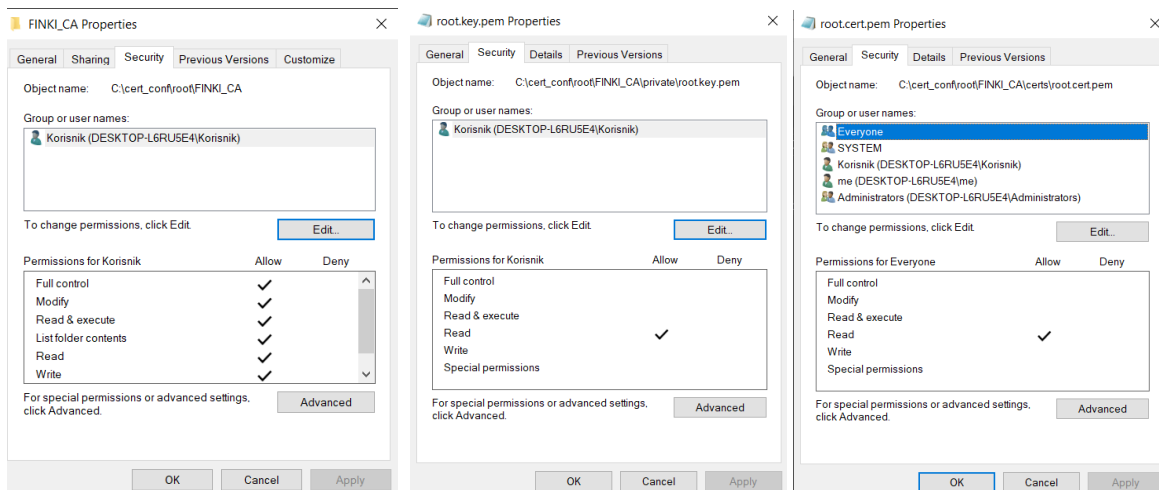 FINKI_CA Properties
General Sharing Security Previous Versions Customize
Object name: C:\cert_conf\root\FINKI_CA
Group or user names:
Korisnik (DESKTOP-L6RU5E4\Korisnik)
To change permissions, click Edit.
Edit...
Permissions for Korisnik Allow Deny
Full control
Modify
Read & execute
List folder contents
Read
Write
For special permissions or advanced settings,
click Advanced.
Advanced
OK Cancel Apply
root.key.pem Properties
General Security Details Previous Versions
Object name: C:\cert_conf\root\FINKI_CA\private\root.key.pem
Group or user names:
Korisnik (DESKTOP-L6RU5E4\Korisnik)
To change permissions, click Edit.
Edit...
Permissions for Korisnik Allow Deny
Full control
Modify
Read & execute
Read
Write
Special permissions
For special permissions or advanced settings,
click Advanced.
Advanced
OK Cancel Apply
root.cert.pem Properties
General Security Details Previous Versions
Object name: C:\cert_conf\root\FINKI_CA\certs\root.cert.pem
Group or user names:
Everyone
SYSTEM
Korisnik (DESKTOP-L6RU5E4\Korisnik)
me (DESKTOP-L6RU5E4\me)
Administrators (DESKTOP-L6RU5E4\Administrators)
To change permissions, click Edit.
Edit...
Permissions for Everyone Allow Deny
Full control
Modify
Read & execute
Read
Write
Special permissions
For special permissions or advanced settings,
click Advanced.
Advanced
OK Cancel Apply